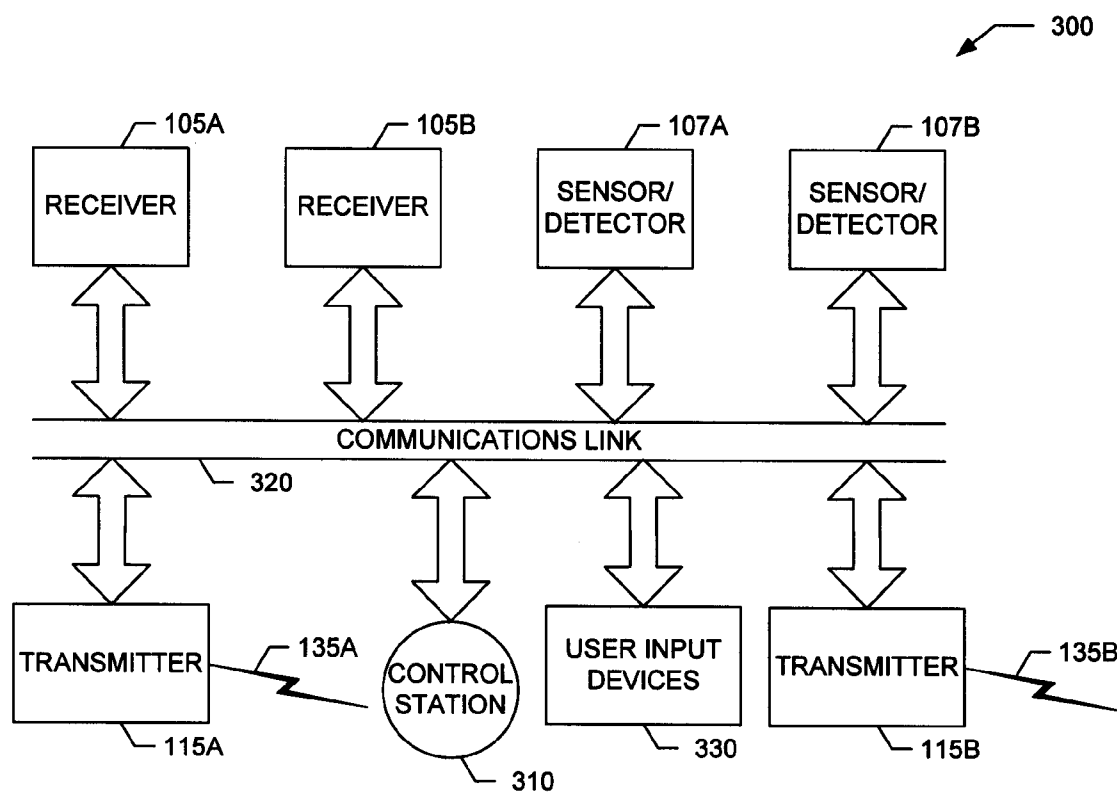 300
105A
105B
107A
107B
RECEIVER
RECEIVER
SENSOR/
DETECTOR
SENSOR/
DETECTOR
COMMUNICATIONS LINK
320
TRANSMITTER
135A
CONTROL
STATION
USER INPUT
DEVICES
TRANSMITTER
135B
115A
310
330
115B